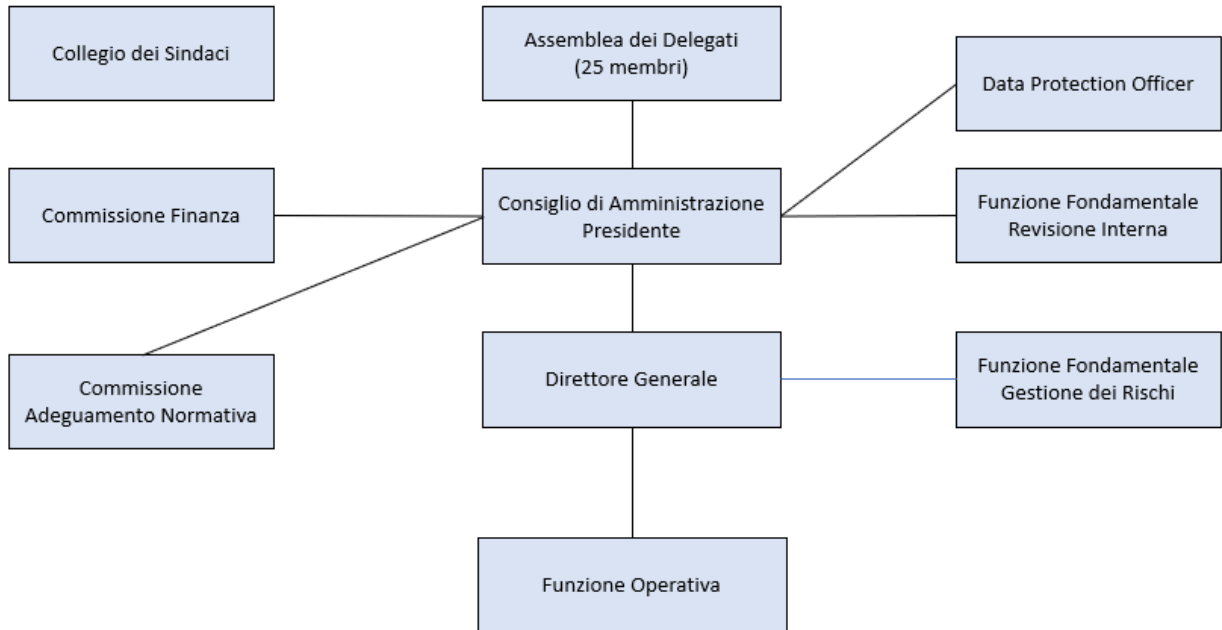 Collegio dei Sindaci
Assemblea dei Delegati
(25 membri)
Data Protection Officer
Commissione Finanza
Consiglio di Amministrazione
Presidente
Funzione Fondamentale
Revisione Interna
Commissione
Adeguamento Normativa
Direttore Generale
Funzione Fondamentale
Gestione dei Rischi
Funzione Operativa